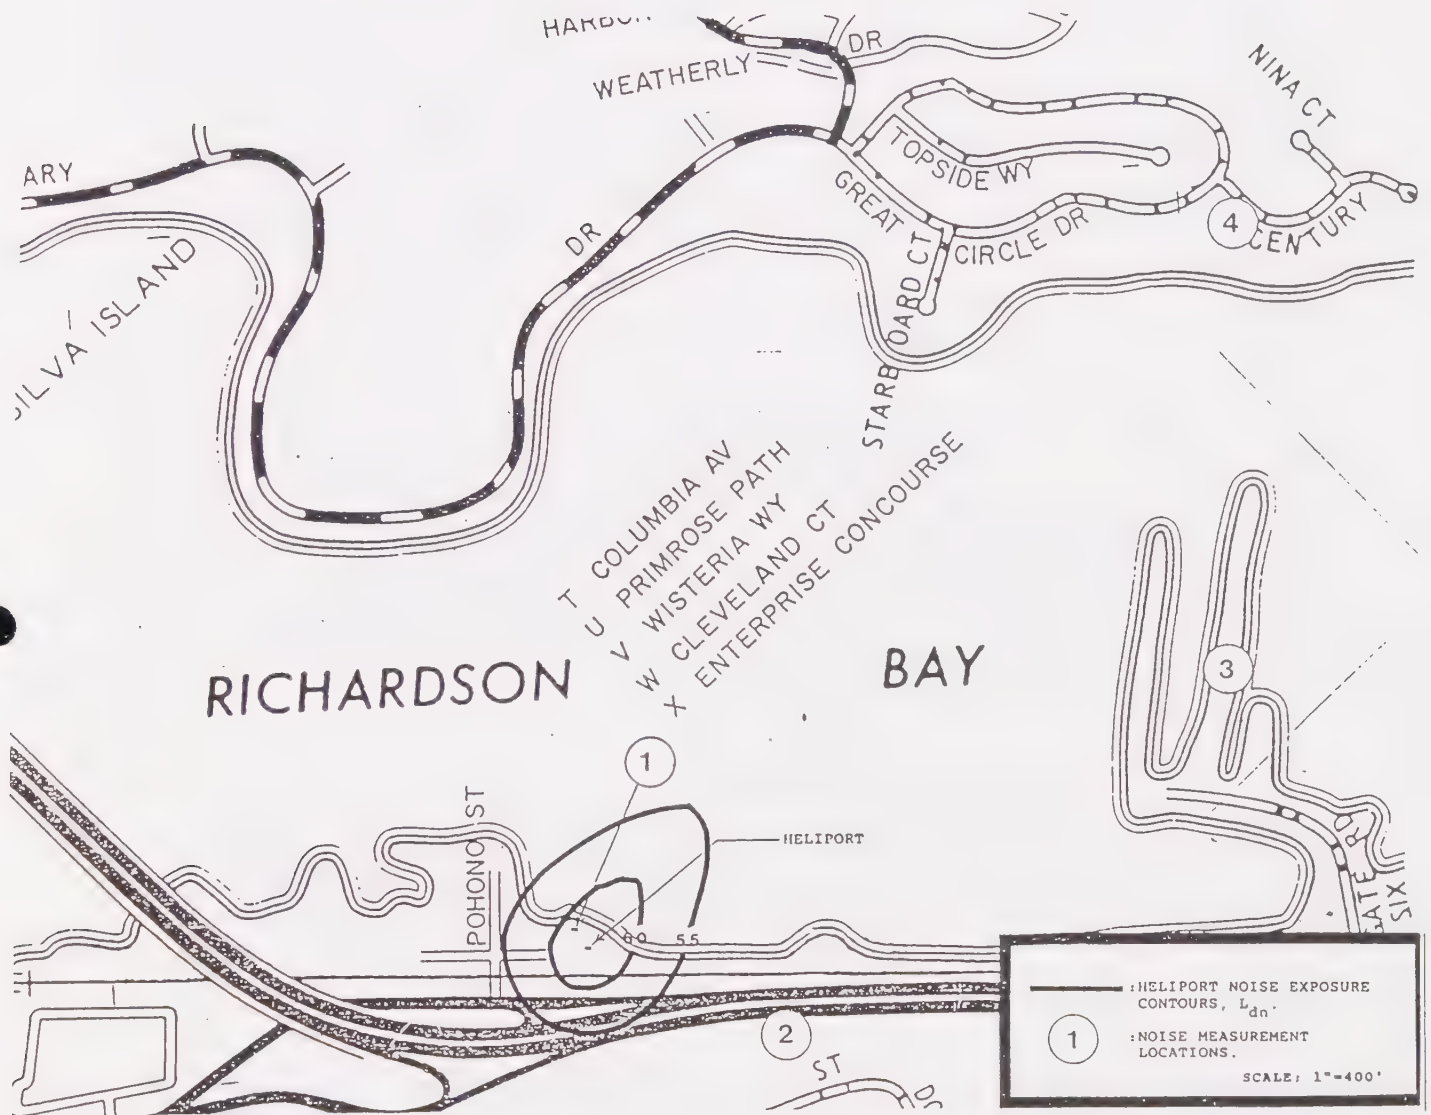 WEATHERLY
DR
NINA CT
ARY
TOPSIDE WY
GREAT
CIRCLE DR
4
CENTURY
DR
SILVA ISLAND
STARBOARD CT
T COLUMBIA AV
U PRIMROSE PATH
V WISTERIA WY
W CLEVELAND CT
X ENTERPRISE CONCOURSE
RICHARDSON BAY
3
1
POHONO ST
HELIPORT
60
55
GATE
SIX
2
ST
:HELIPORT NOISE EXPOSURE
CONTOURS, Ldn.
1
:NOISE MEASUREMENT
LOCATIONS.
SCALE: 1"=400'